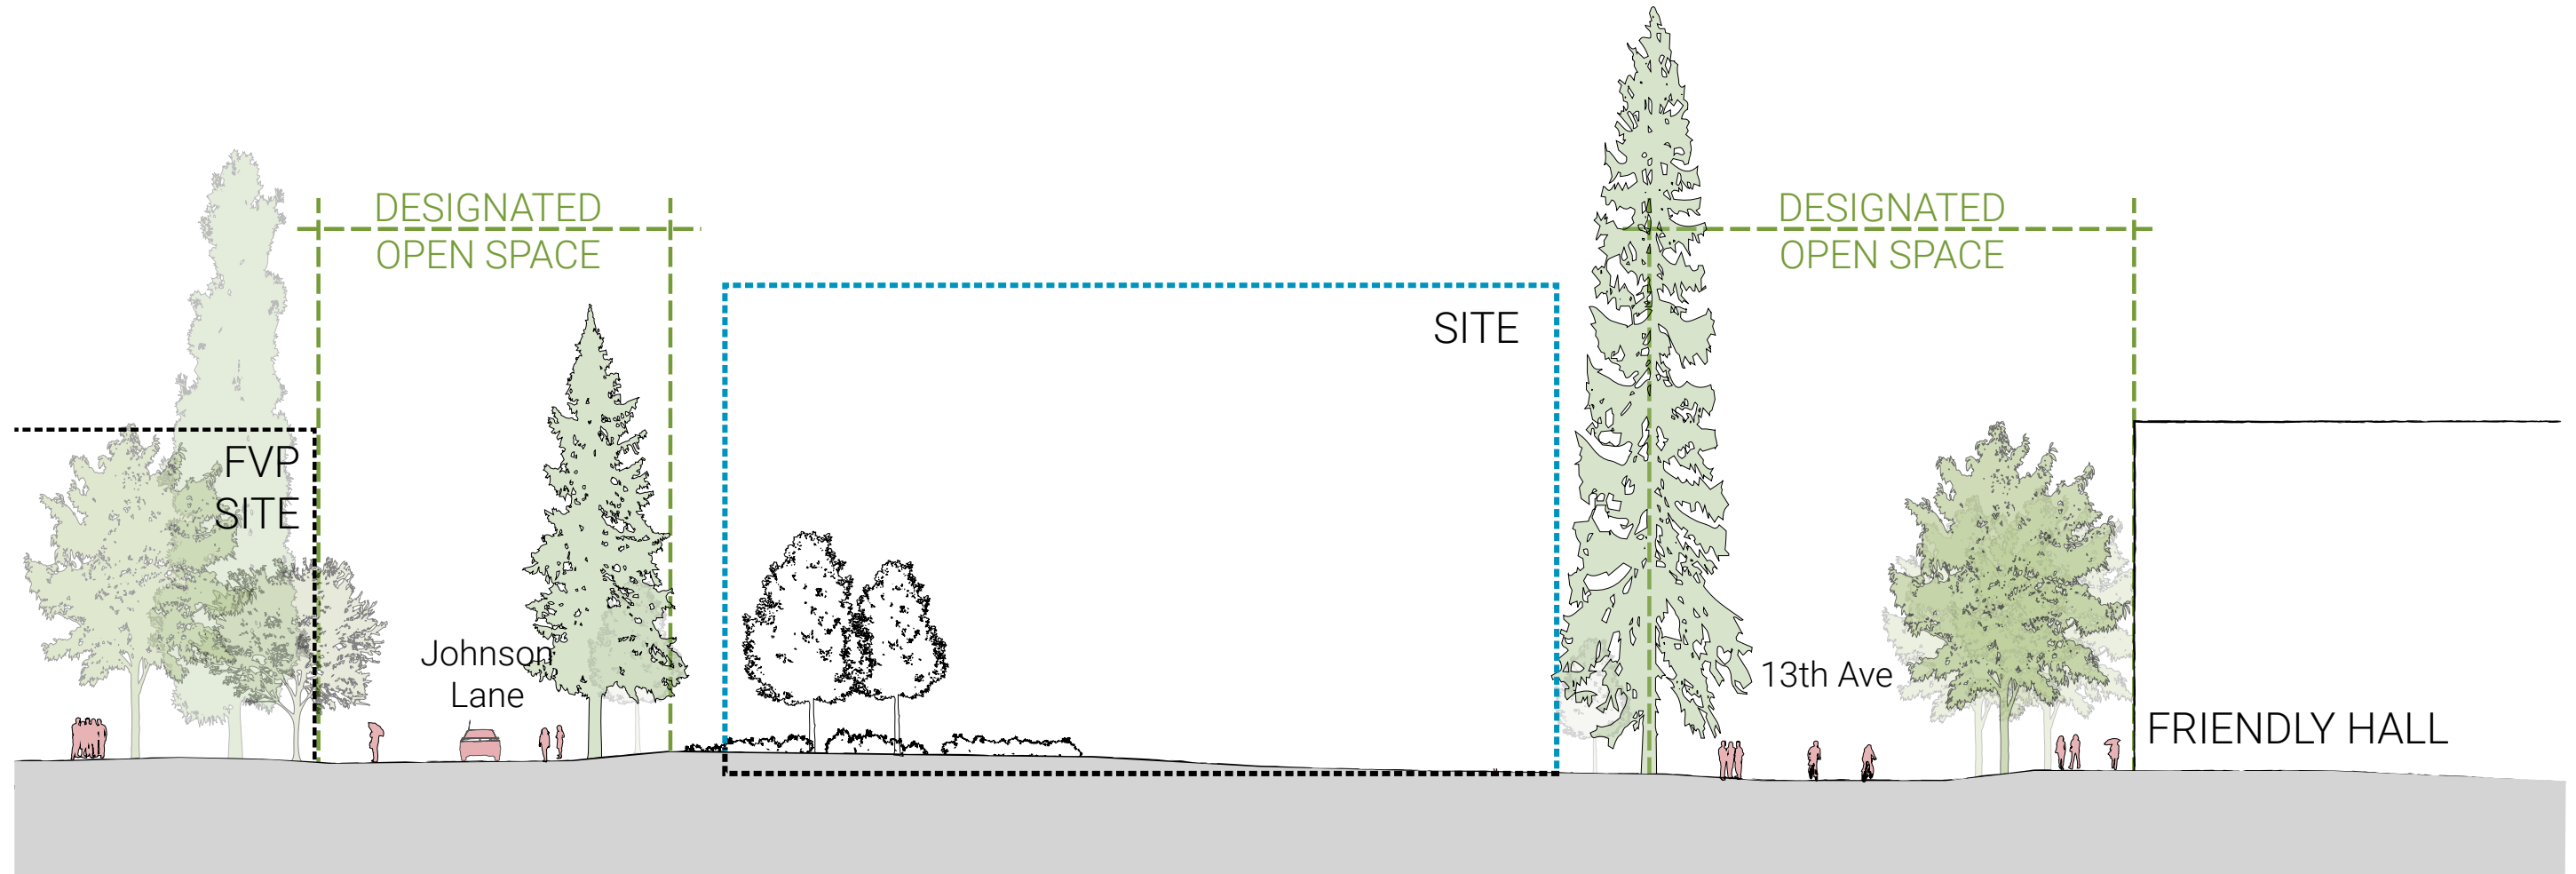 DESIGNATED
OPEN SPACE
DESIGNATED
OPEN SPACE
SITE
FVP
SITE
Johnson
Lane
13th Ave
FRIENDLY HALL